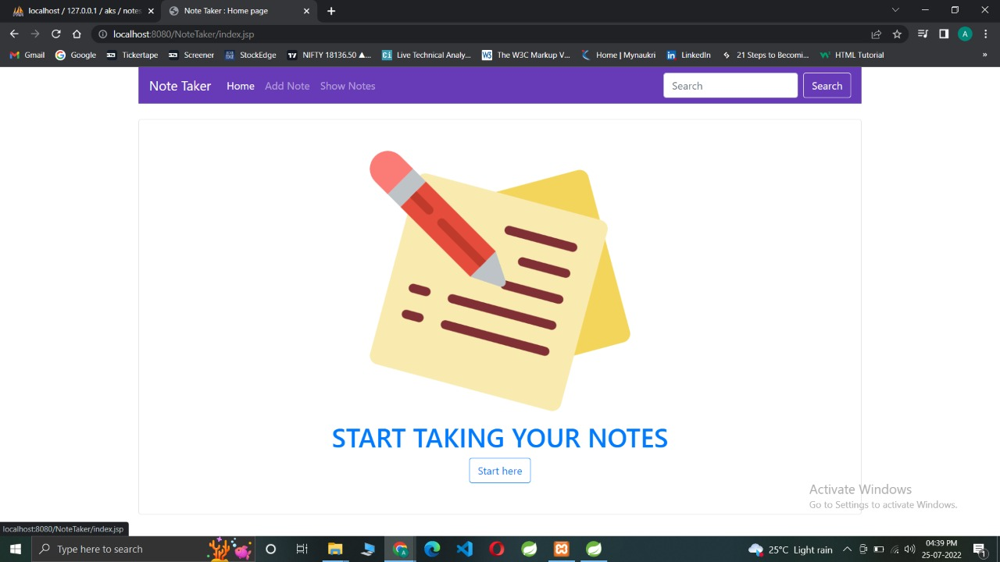 localhost / 127.0.0.1 / aks / notes
Note Taker : Home page
localhost:8080/NoteTaker/index.jsp
A
Gmail
Google
Tickertape
Screener
StockEdge
NIFTY 18136.50 ▲...
Live Technical Analy...
The W3C Markup V...
Home | Mynaukri
LinkedIn
21 Steps to Becomi...
HTML Tutorial
»
Note Taker
Home
Add Note
Show Notes
Search
Search
START TAKING YOUR NOTES
Start here
Activate Windows
Go to Settings to activate Windows.
localhost:8080/NoteTaker/index.jsp
Type here to search
25°C Light rain
04:39 PM
25-07-2022
1